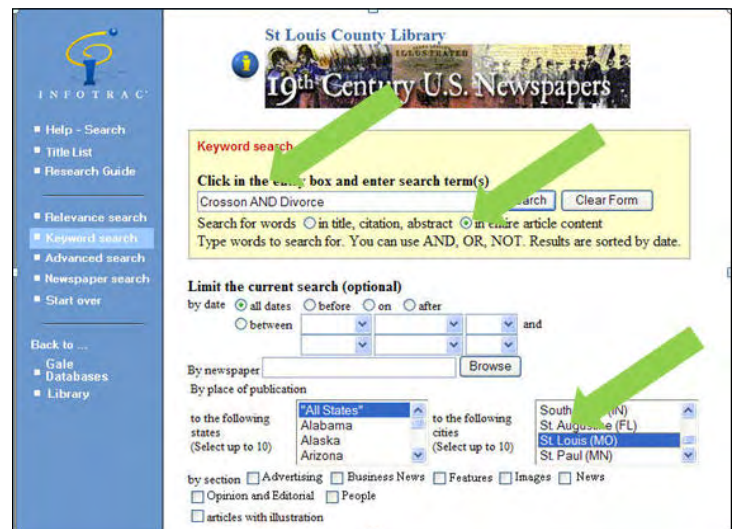 St Louis County Library
ILLUSTRATED
19th Century U.S. Newspapers
INFOTRAC
Help - Search
Title List
Research Guide
Relevance search
Keyword search
Advanced search
Newspaper search
Start over
Back to ...
Gale
Databases
Library
Keyword search
Click in the entry box and enter search term(s)
Crosson AND Divorce
Clear Form
Search for words in title, citation, abstract in entire article content
Type words to search for. You can use AND, OR, NOT. Results are sorted by date.
Limit the current search (optional)
by date all dates before on after
between and
By newspaper Browse
By place of publication
to the following
states
(Select up to 10)
"All States"
Alabama
Alaska
Arizona
to the following
cities
(Select up to 10)
(IN)
St. Augustine (FL)
St. Louis (MO)
St. Paul (MN)
by section Advertising Business News Features Images News
Opinion and Editorial People
articles with illustration